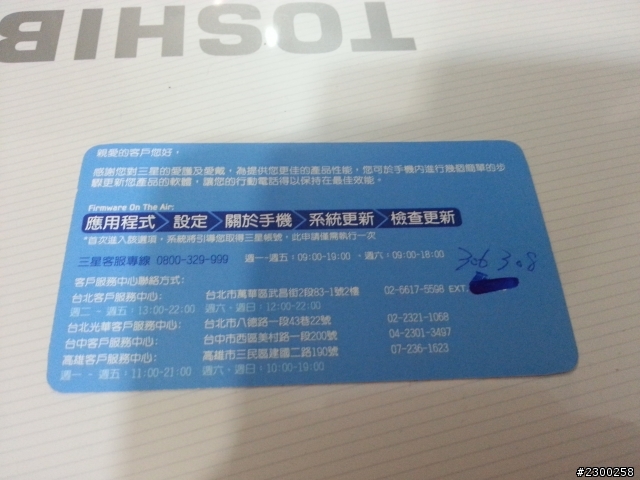 TOSHIB
親愛的客戶您好,
感謝您對三星的愛護及愛戴,為提供您更佳的產品性能,您可於手機內進行幾個簡單的步
驟更新您產品的軟體,讓您的行動電話得以保持在最佳效能。
Firmware On The Air:
應用程式 > 設定 > 關於手機 > 系統更新 > 檢查更新
*首次進入該選項,系統將引導您取得三星帳號,此申請僅需執行一次
三星客服專線 0800-329-999 週一-週五:09:00-19:00 ,週六:09:00-18:00
客戶服務中心聯絡方式:
台北客戶服務中心: 台北市萬華區武昌街2段83-1號2樓 02-6617-5598 EXT
週二 - 週五:13:00-22:00 週六,週日:12:00-22:00
台北光華客戶服務中心: 台北市八德路一段43巷22號 02-2321-1068
台中客戶服務中心: 台中市西區美村路一段200號 04-2301-3497
高雄客戶服務中心: 高雄市三民區建國二路190號 07-236-1623
週一 - 週五:11:00-21:00 週六,週日:10:00-19:00
#2300258